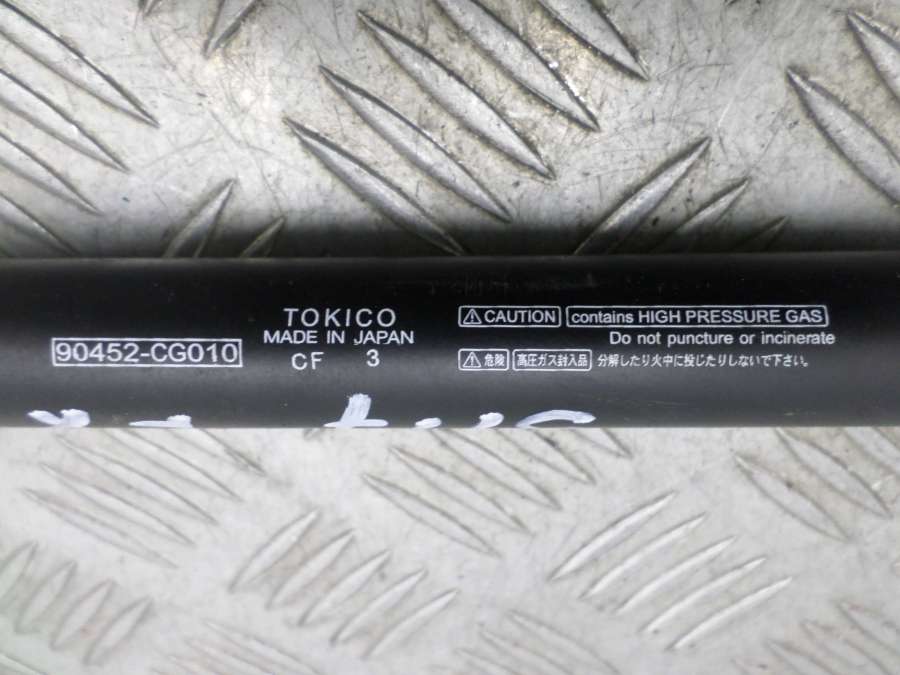 90452-CG010
TOKICO
MADE IN JAPAN
CF 3
⚠ CAUTION contains HIGH PRESSURE GAS
Do not puncture or incinerate
⚠ 危険 高圧ガス封入品 分解したり火中に投じたりしないで下さい。